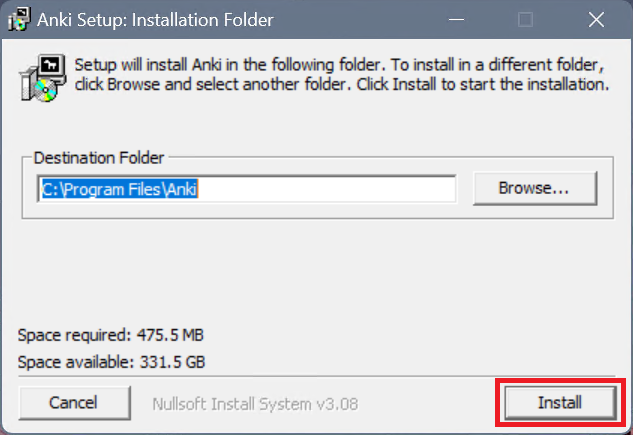 Anki Setup: Installation Folder
Setup will install Anki in the following folder. To install in a different folder,
click Browse and select another folder. Click Install to start the installation.
Destination Folder
C:\Program Files\Anki
Browse...
Space required: 475.5 MB
Space available: 331.5 GB
Cancel
Nullsoft Install System v3.08
Install